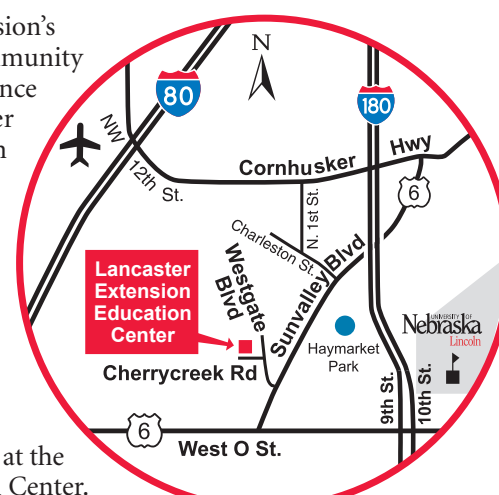 sion's
munity
nce
er
n
N
80
180
NW
12th St.
Cornhusker
Hwy
6
N. 1st St.
Charleston St.
Sunvalley Blvd
Westgate
Blvd
Lancaster
Extension
Education
Center
Cherrycreek Rd
Haymarket
Park
UNIVERSITY OF
Nebraska
Lincoln
9th St.
10th St.
6
West O St.
at the
n Center.